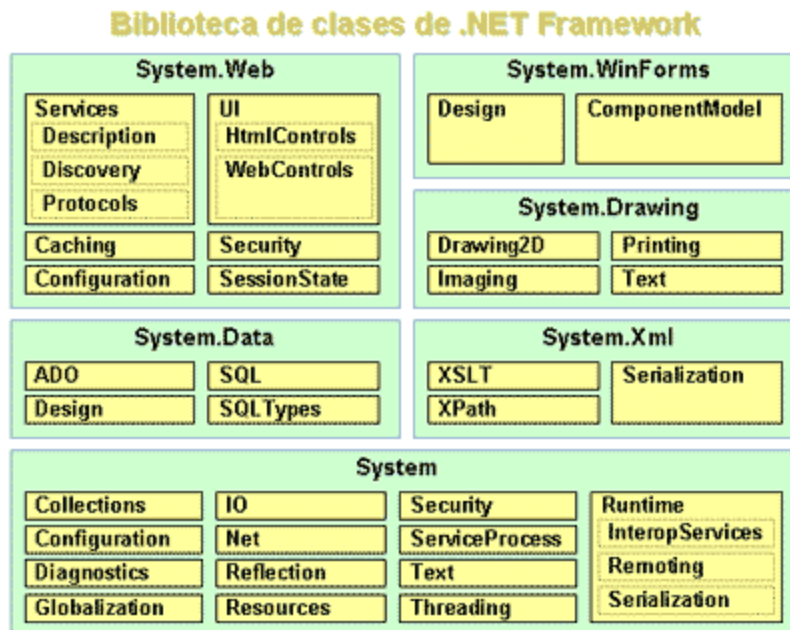 Biblioteca de clases de .NET Framework
System.Web
Services
Description
Discovery
Protocols
UI
HtmlControls
WebControls
Caching
Security
Configuration
SessionState
System.WinForms
Design
ComponentModel
System.Drawing
Drawing2D
Printing
Imaging
Text
System.Data
ADO
SQL
Design
SQLTypes
System.Xml
XSLT
Serialization
XPath
System
Collections
IO
Security
Configuration
Net
ServiceProcess
Diagnostics
Reflection
Text
Globalization
Resources
Threading
Runtime
InteropServices
Remoting
Serialization